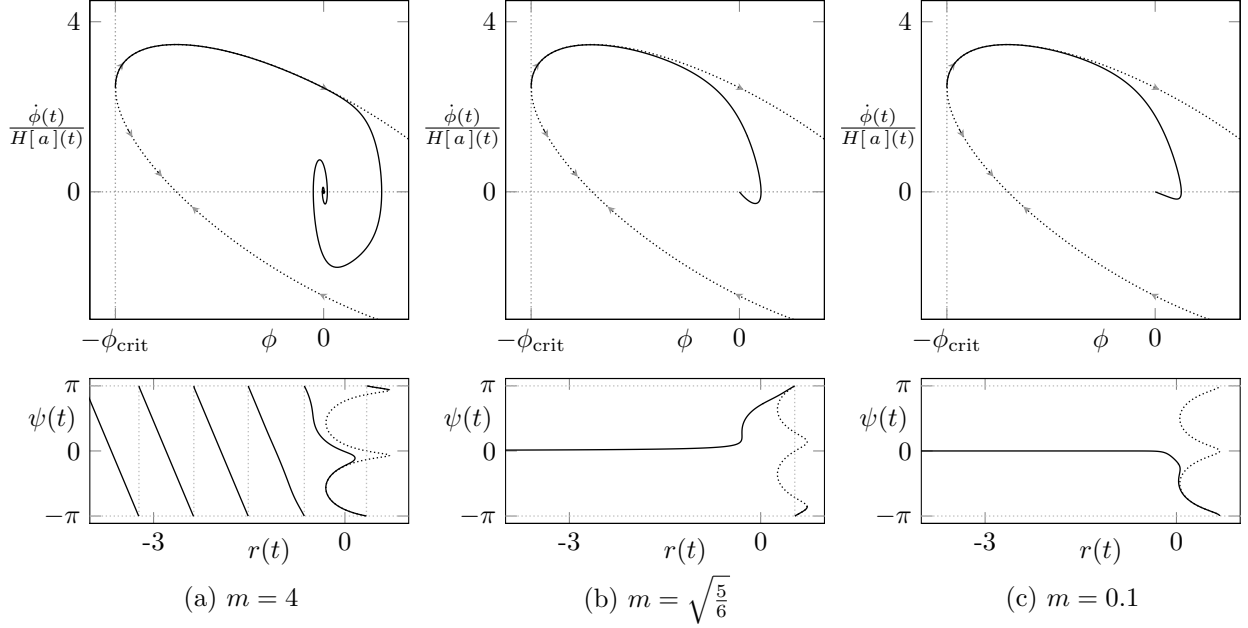 4 4 4
φ̇(t)/H[a](t) φ̇(t)/H[a](t) φ̇(t)/H[a](t)
0 0 0
−φcrit φ 0 −φcrit φ 0 −φcrit φ 0
π π π
ψ(t) ψ(t) ψ(t)
0 0 0
−π −π −π
-3 r(t) 0 -3 r(t) 0 -3 r(t) 0
(a) m = 4 (b) m = √5/6 (c) m = 0.1